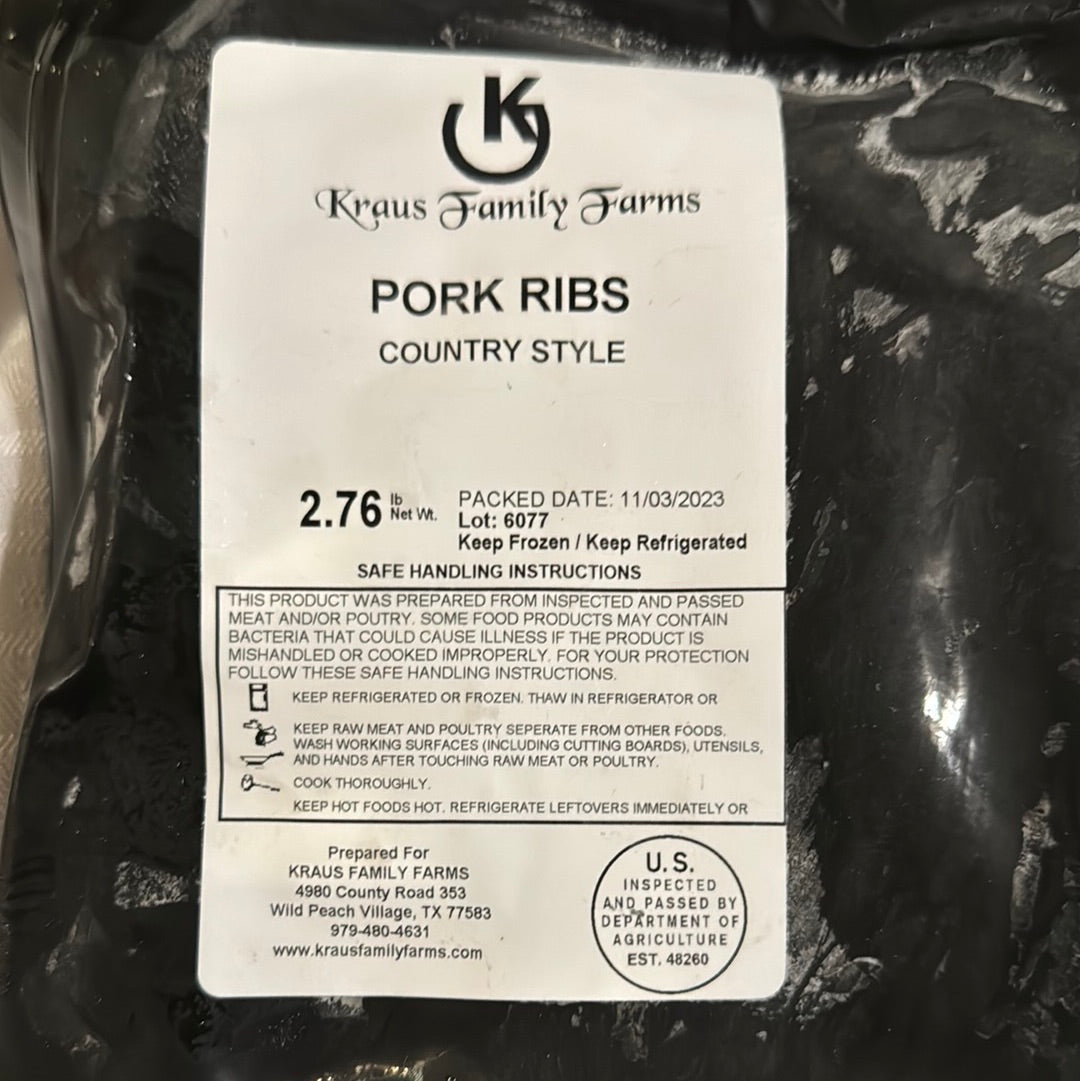 K
Kraus Family Farms
PORK RIBS
COUNTRY STYLE
2.76 lb Net Wt.
PACKED DATE: 11/03/2023
Lot: 6077
Keep Frozen / Keep Refrigerated
SAFE HANDLING INSTRUCTIONS
THIS PRODUCT WAS PREPARED FROM INSPECTED AND PASSED
MEAT AND/OR POUTRY. SOME FOOD PRODUCTS MAY CONTAIN
BACTERIA THAT COULD CAUSE ILLNESS IF THE PRODUCT IS
MISHANDLED OR COOKED IMPROPERLY. FOR YOUR PROTECTION
FOLLOW THESE SAFE HANDLING INSTRUCTIONS.
KEEP REFRIGERATED OR FROZEN. THAW IN REFRIGERATOR OR
KEEP RAW MEAT AND POULTRY SEPERATE FROM OTHER FOODS.
WASH WORKING SURFACES (INCLUDING CUTTING BOARDS), UTENSILS,
AND HANDS AFTER TOUCHING RAW MEAT OR POULTRY.
COOK THOROUGHLY.
KEEP HOT FOODS HOT. REFRIGERATE LEFTOVERS IMMEDIATELY OR
Prepared For
KRAUS FAMILY FARMS
4980 County Road 353
Wild Peach Village, TX 77583
979-480-4631
www.krausfamilyfarms.com
U.S.
INSPECTED
AND PASSED BY
DEPARTMENT OF
AGRICULTURE
EST. 48260